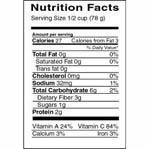 Nutrition Facts
Serving Size 1/2 cup (78 g)
Amount per serving
Calories 27 Calories from Fat 3
% Daily Value*
Total Fat 0g 0%
Saturated Fat 0g 0%
Trans fat 0g
Cholesterol 0mg 0%
Sodium 32mg 1%
Total Carbohydrate 6g 2%
Dietary Fiber 3g
Sugars 1g
Protein 2g
Vitamin A 24% Vitamin C 84%
Calcium 3% Iron 3%